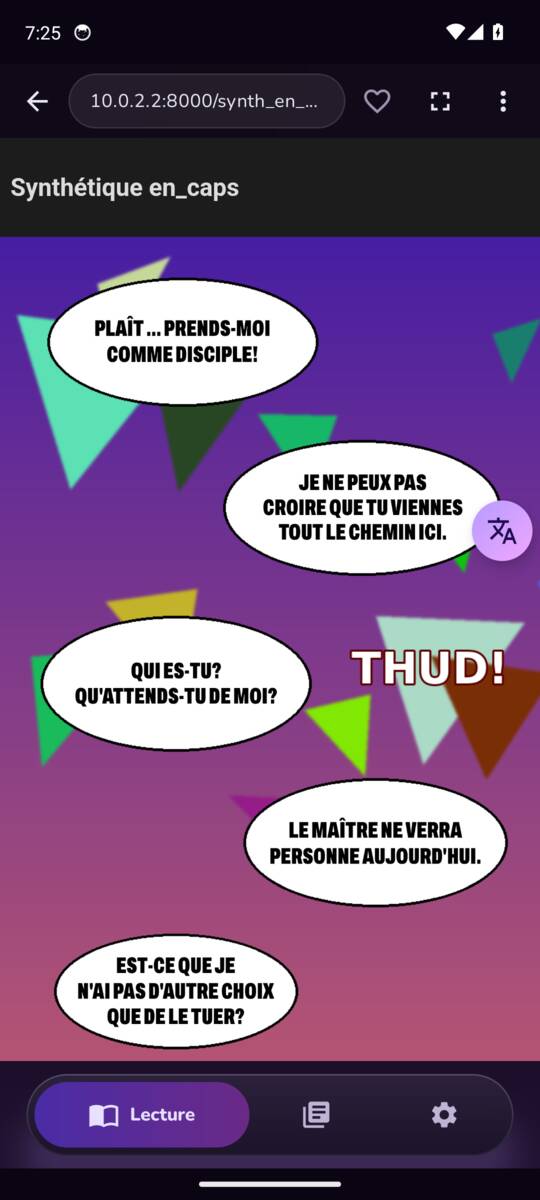 7:25
10.0.2.2:8000/synth_en_...
Synthétique en_caps
PLAÎT ... PRENDS-MOI
COMME DISCIPLE!
JE NE PEUX PAS
CROIRE QUE TU VIENNES
TOUT LE CHEMIN ICI.
QUI ES-TU?
QU'ATTENDS-TU DE MOI?
THUD!
LE MAÎTRE NE VERRA
PERSONNE AUJOURD'HUI.
EST-CE QUE JE
N'AI PAS D'AUTRE CHOIX
QUE DE LE TUER?
Lecture